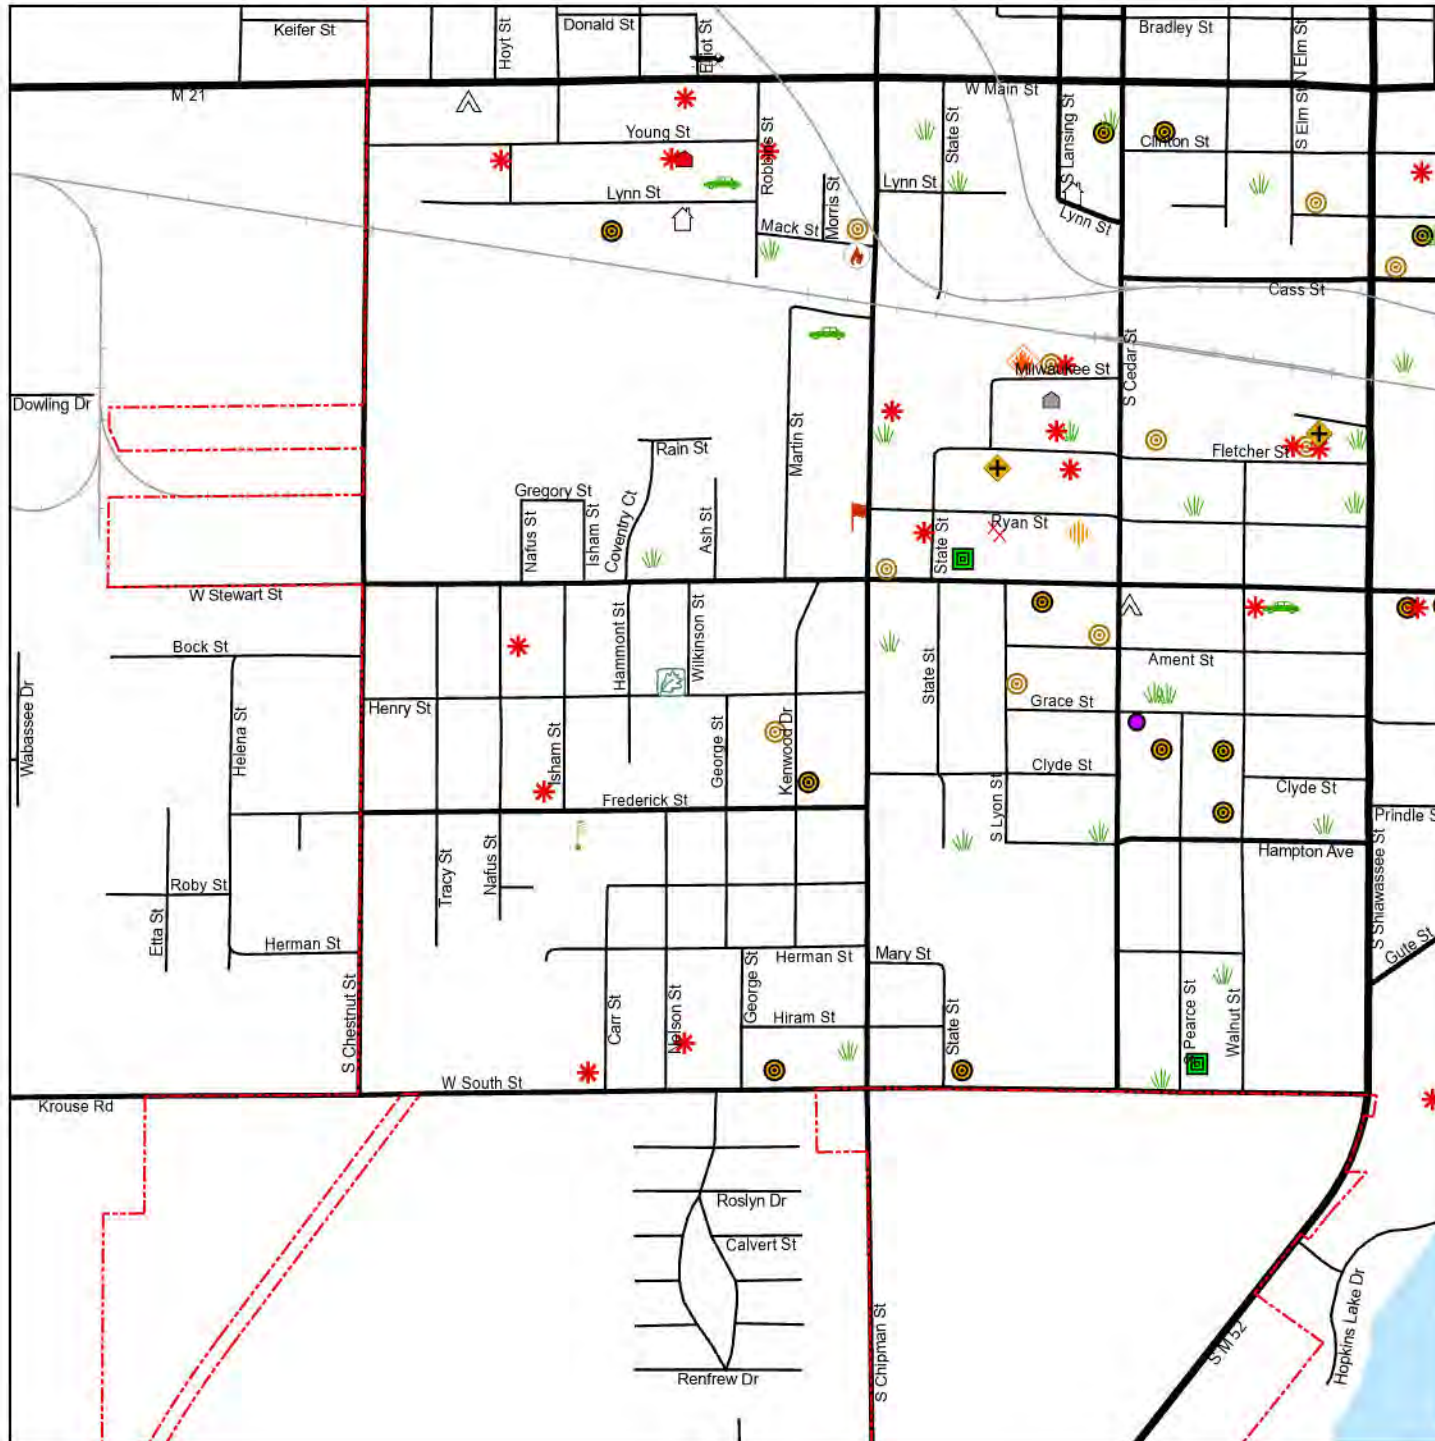 Keifer St
Hoyt St
Donald St
Elliot St
Bradley St
N Elm St
M 21
W Main St
Young St
Robbins St
State St
S Lansing St
Clinton St
S Elm St
Lynn St
Morris St
Mack St
Lynn St
Lynn St
Cass St
S Cedar St
Milwaukee St
Dowling Dr
Martin St
Rain St
Fletcher St
Gregory St
Nafus St
Isham St
Coventry Ct
Ash St
State St
Ryan St
W Stewart St
Bock St
Hammont St
Wilkinson St
State St
Ament St
Wabassee Dr
Helena St
Henry St
Isham St
George St
Kenwood Dr
Grace St
Clyde St
Clyde St
Frederick St
S Lyon St
Prindle S
Hampton Ave
Tracy St
Nafus St
Roby St
Etta St
Herman St
Herman St
Mary St
S Shiawassee St
Gute St
S Chestnut St
Carr St
Nelson St
George St
Hiram St
State St
S Pearce St
Walnut St
W South St
Krouse Rd
Roslyn Dr
Calvert St
S Chipman St
Renfrew Dr
S M 52
Hopkins Lake Dr